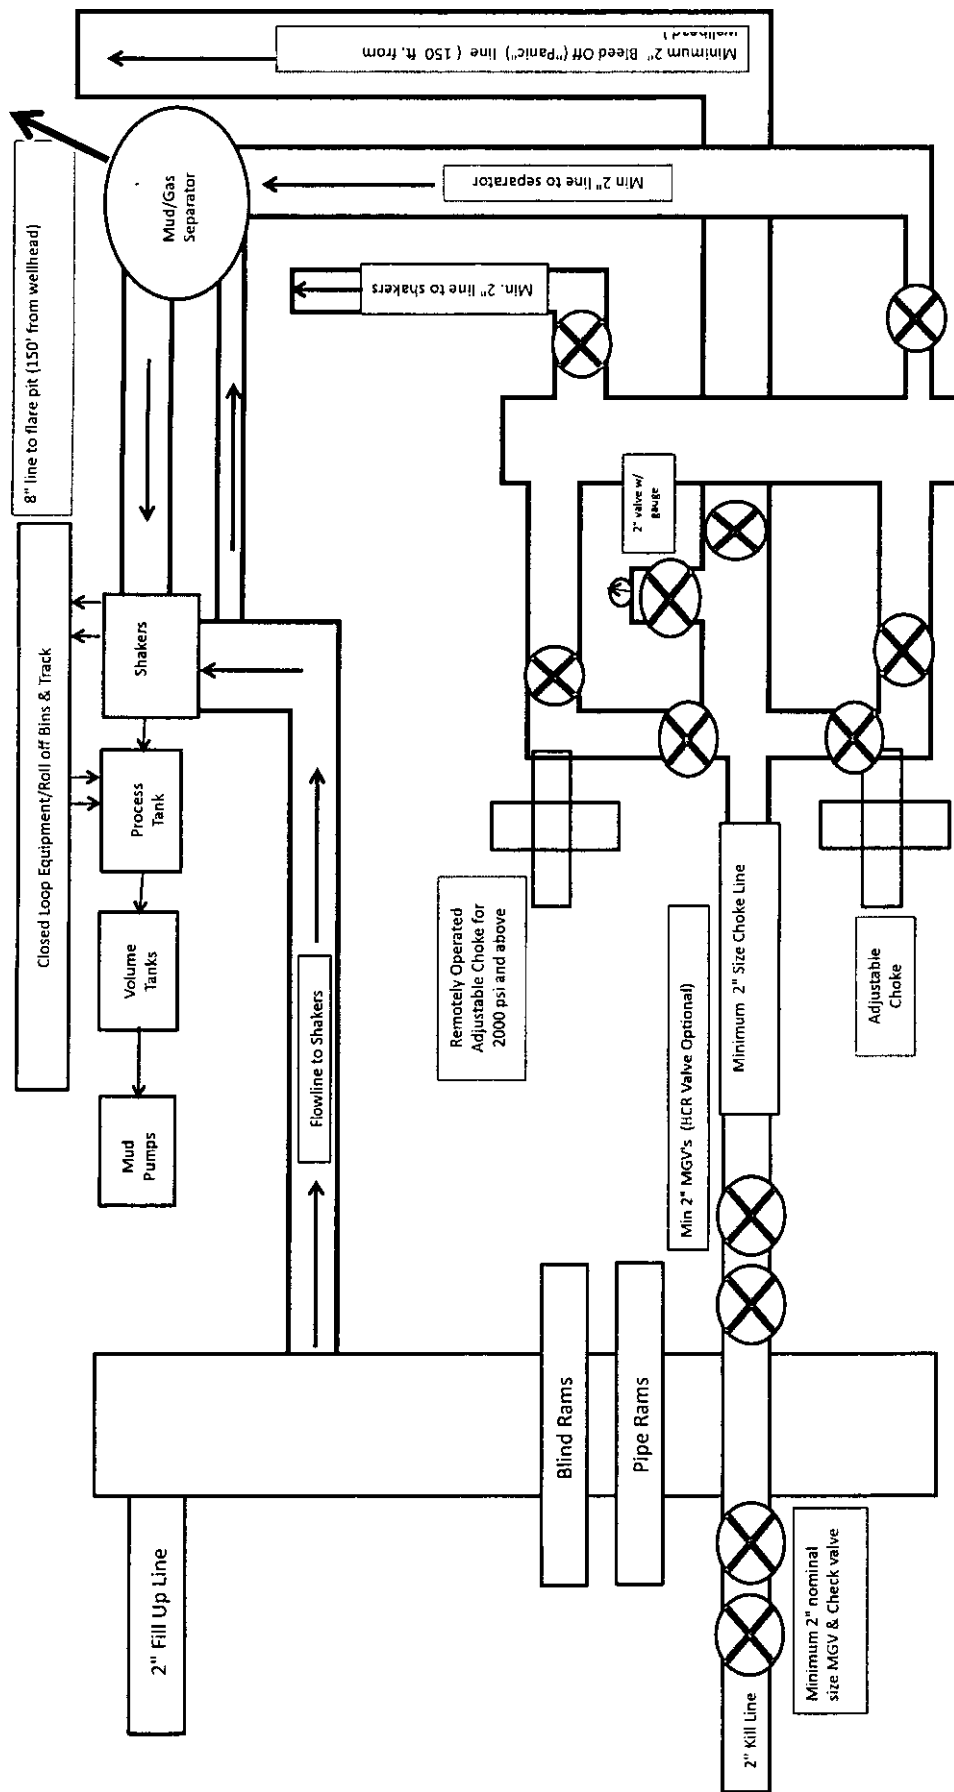 8" line to flare pit (150' from wellhead)
Closed Loop Equipment/Roll off Bins & Track
Mud/Gas
Separator
Shakers
Process
Tank
Volume
Tanks
Mud
Pumps
Minimum 2" Bleed Off ("Panic") line ( 150 ft. from
wellhead )
Min 2" line to separator
Min. 2" line to shakers
2" valve w/
gauge
Flowline to Shakers
Remotely Operated
Adjustable Choke for
2000 psi and above
Min 2" MGV's (HCR Valve Optional)
Minimum 2" Size Choke Line
Adjustable
Choke
2" Fill Up Line
Blind Rams
Pipe Rams
2" Kill Line
Minimum 2" nominal
size MGV & Check valve